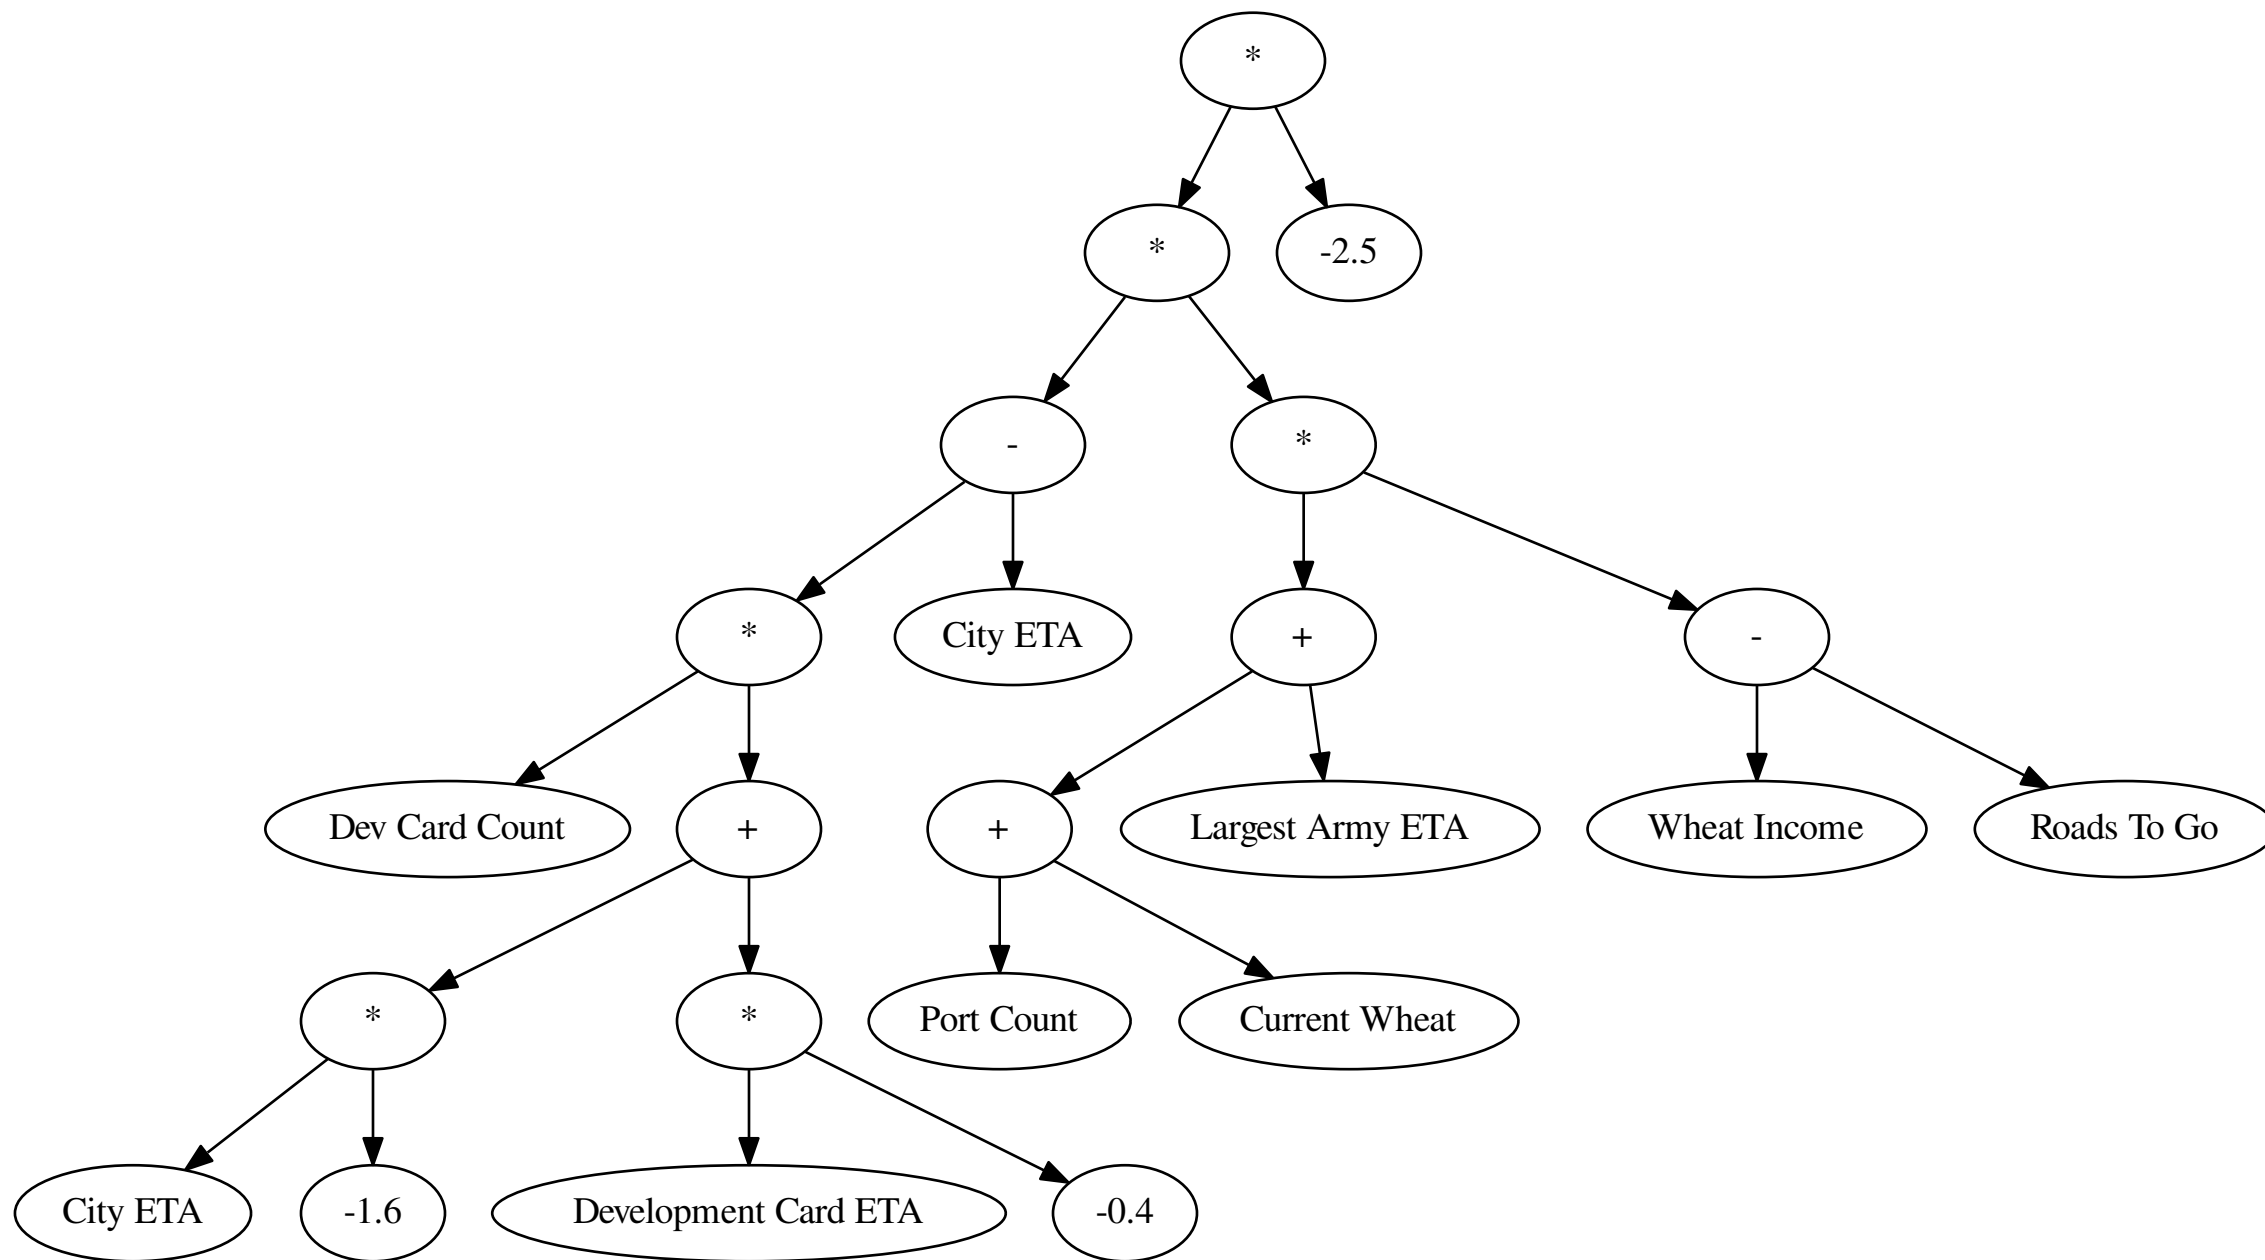 *
*
-2.5
-
*
*
City ETA
+
-
Dev Card Count
+
+
Largest Army ETA
Wheat Income
Roads To Go
*
*
Port Count
Current Wheat
City ETA
-1.6
Development Card ETA
-0.4